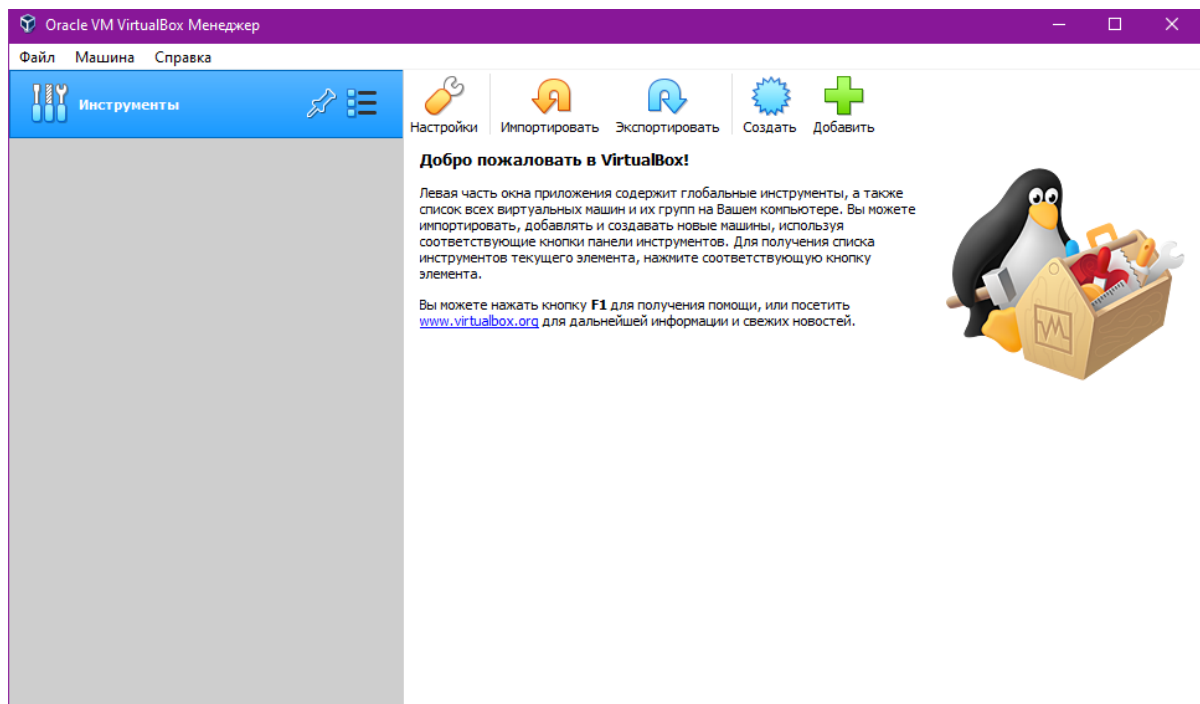 Oracle VM VirtualBox Менеджер
Файл Машина Справка
Инструменты
Настройки Импортировать Экспортировать Создать Добавить
Добро пожаловать в VirtualBox!
Левая часть окна приложения содержит глобальные инструменты, а также
список всех виртуальных машин и их групп на Вашем компьютере. Вы можете
импортировать, добавлять и создавать новые машины, используя
соответствующие кнопки панели инструментов. Для получения списка
инструментов текущего элемента, нажмите соответствующую кнопку
элемента.
Вы можете нажать кнопку F1 для получения помощи, или посетить
www.virtualbox.org для дальнейшей информации и свежих новостей.